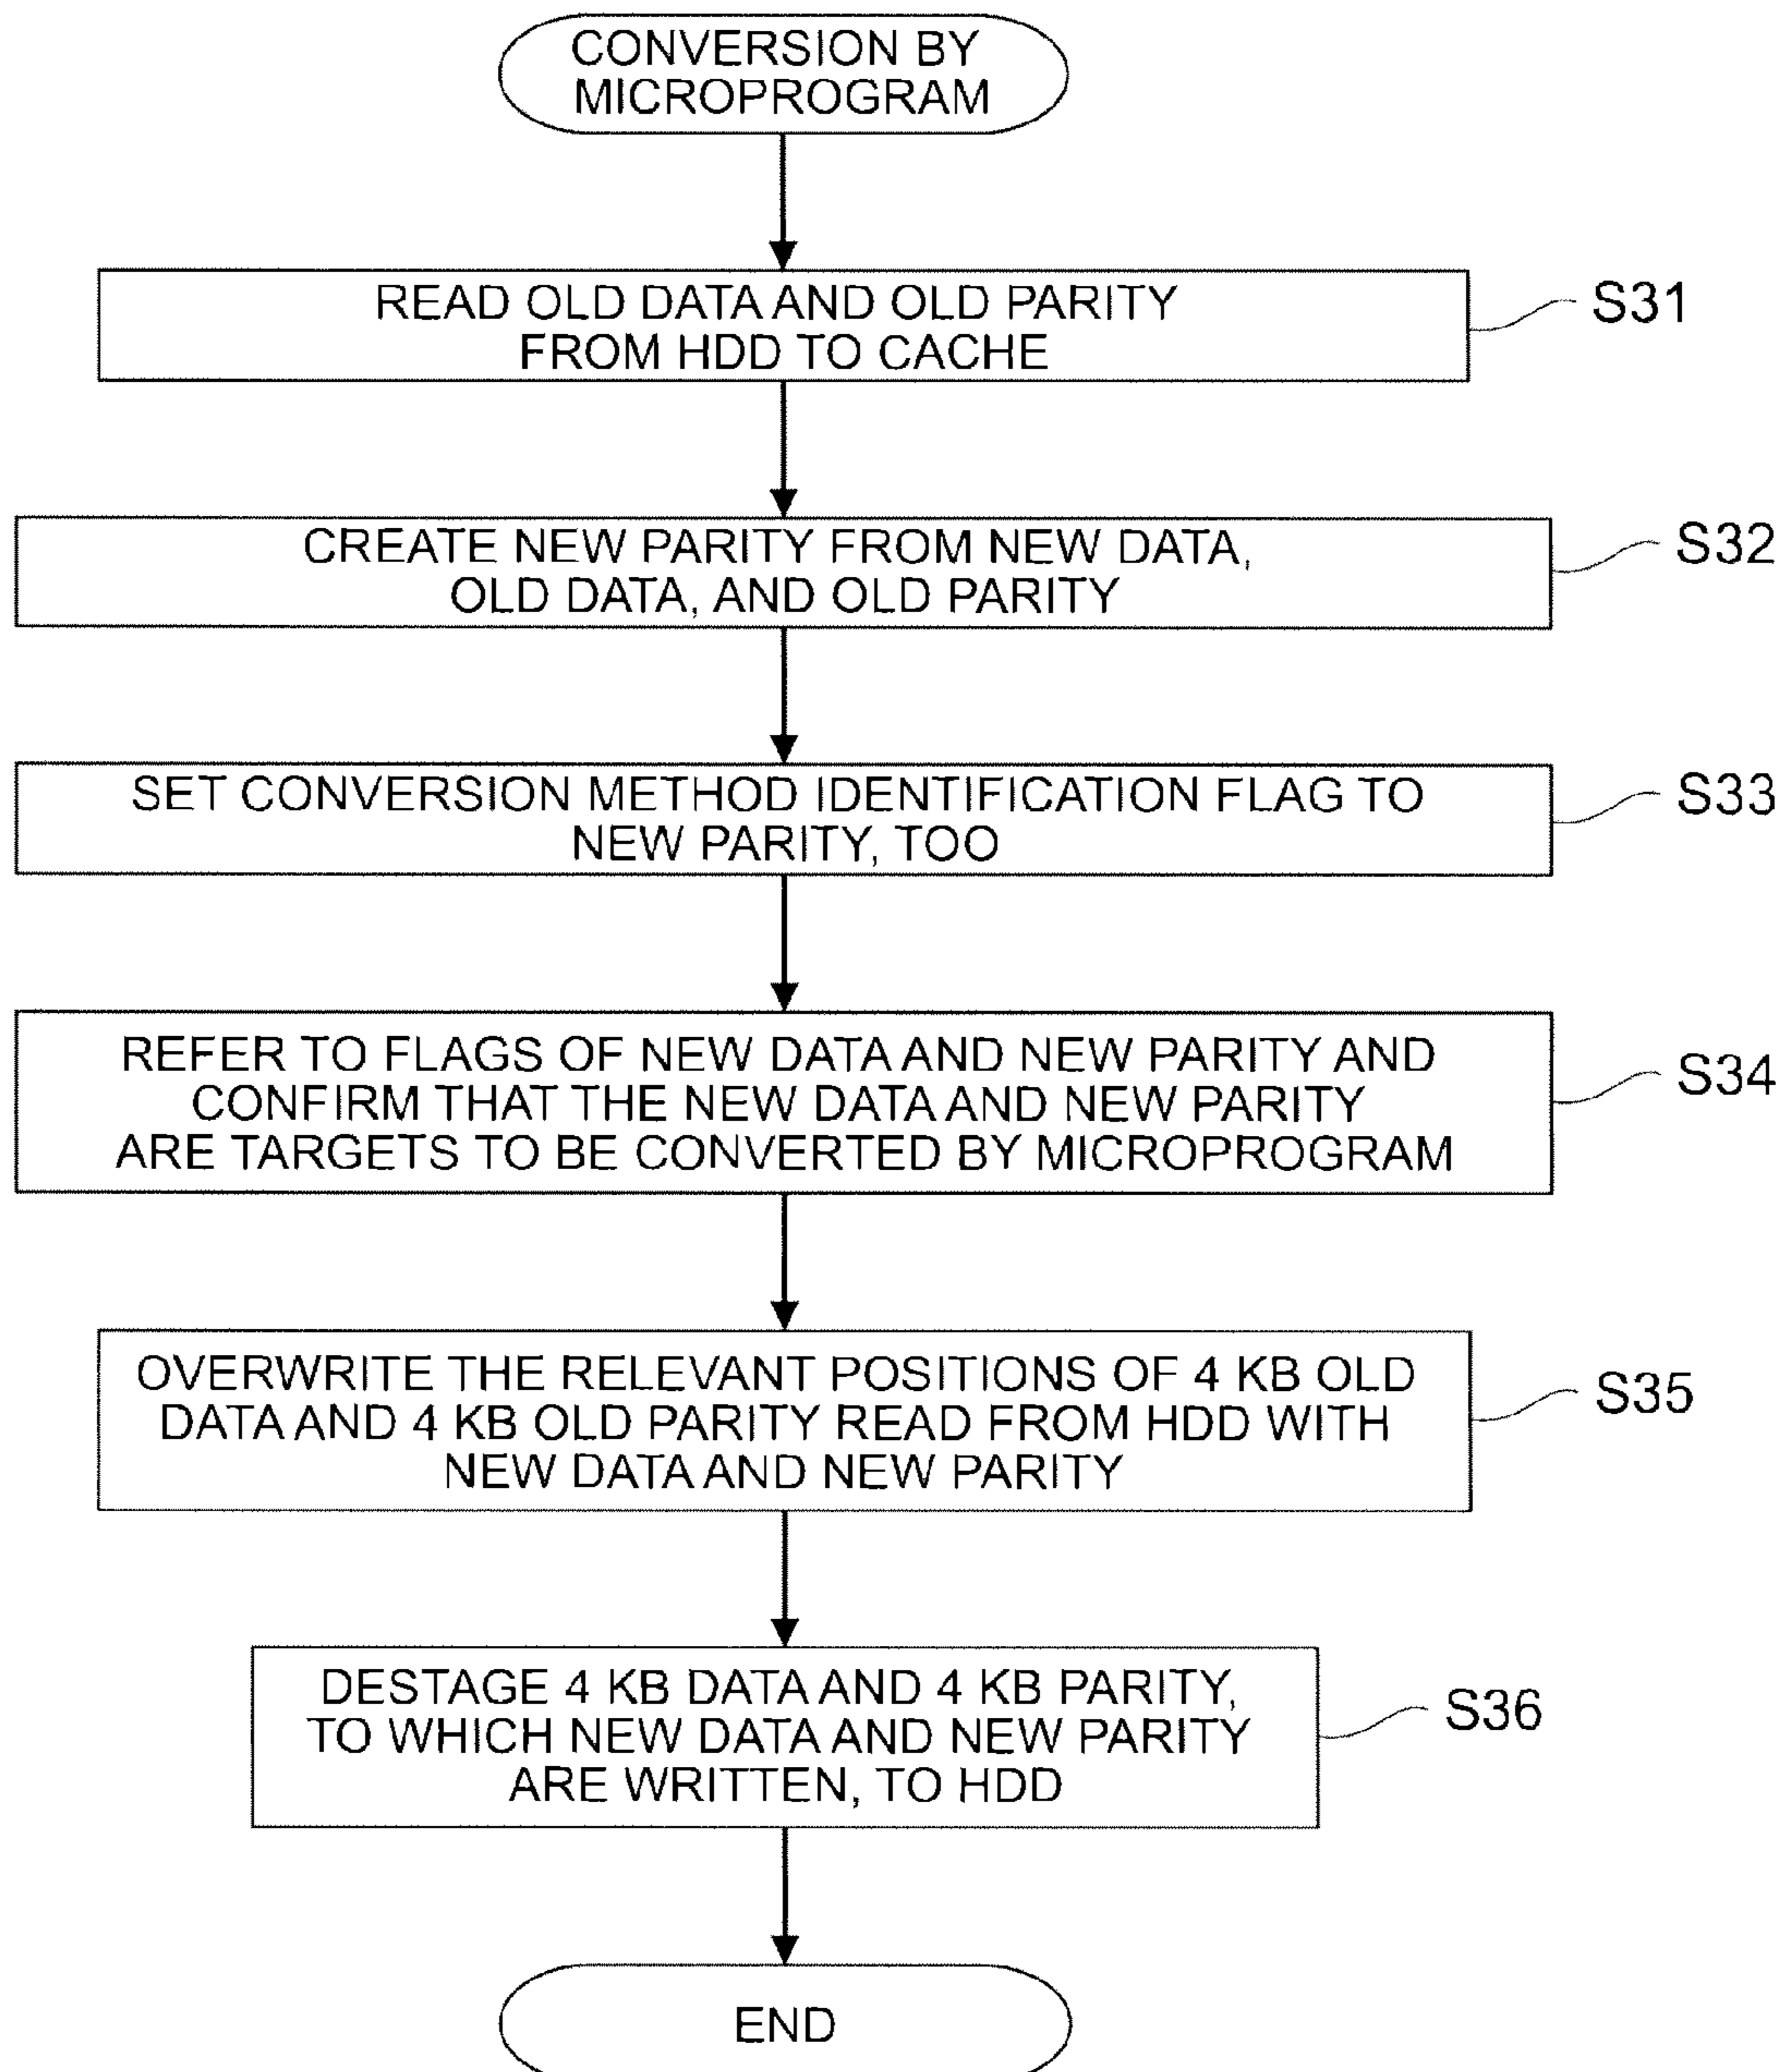 CONVERSION BY
MICROPROGRAM
READ OLD DATA AND OLD PARITY
FROM HDD TO CACHE
S31
CREATE NEW PARITY FROM NEW DATA,
OLD DATA, AND OLD PARITY
S32
SET CONVERSION METHOD IDENTIFICATION FLAG TO
NEW PARITY, TOO
S33
REFER TO FLAGS OF NEW DATA AND NEW PARITY AND
CONFIRM THAT THE NEW DATA AND NEW PARITY
ARE TARGETS TO BE CONVERTED BY MICROPROGRAM
S34
OVERWRITE THE RELEVANT POSITIONS OF 4 KB OLD
DATA AND 4 KB OLD PARITY READ FROM HDD WITH
NEW DATA AND NEW PARITY
S35
DESTAGE 4 KB DATA AND 4 KB PARITY,
TO WHICH NEW DATA AND NEW PARITY
ARE WRITTEN, TO HDD
S36
END